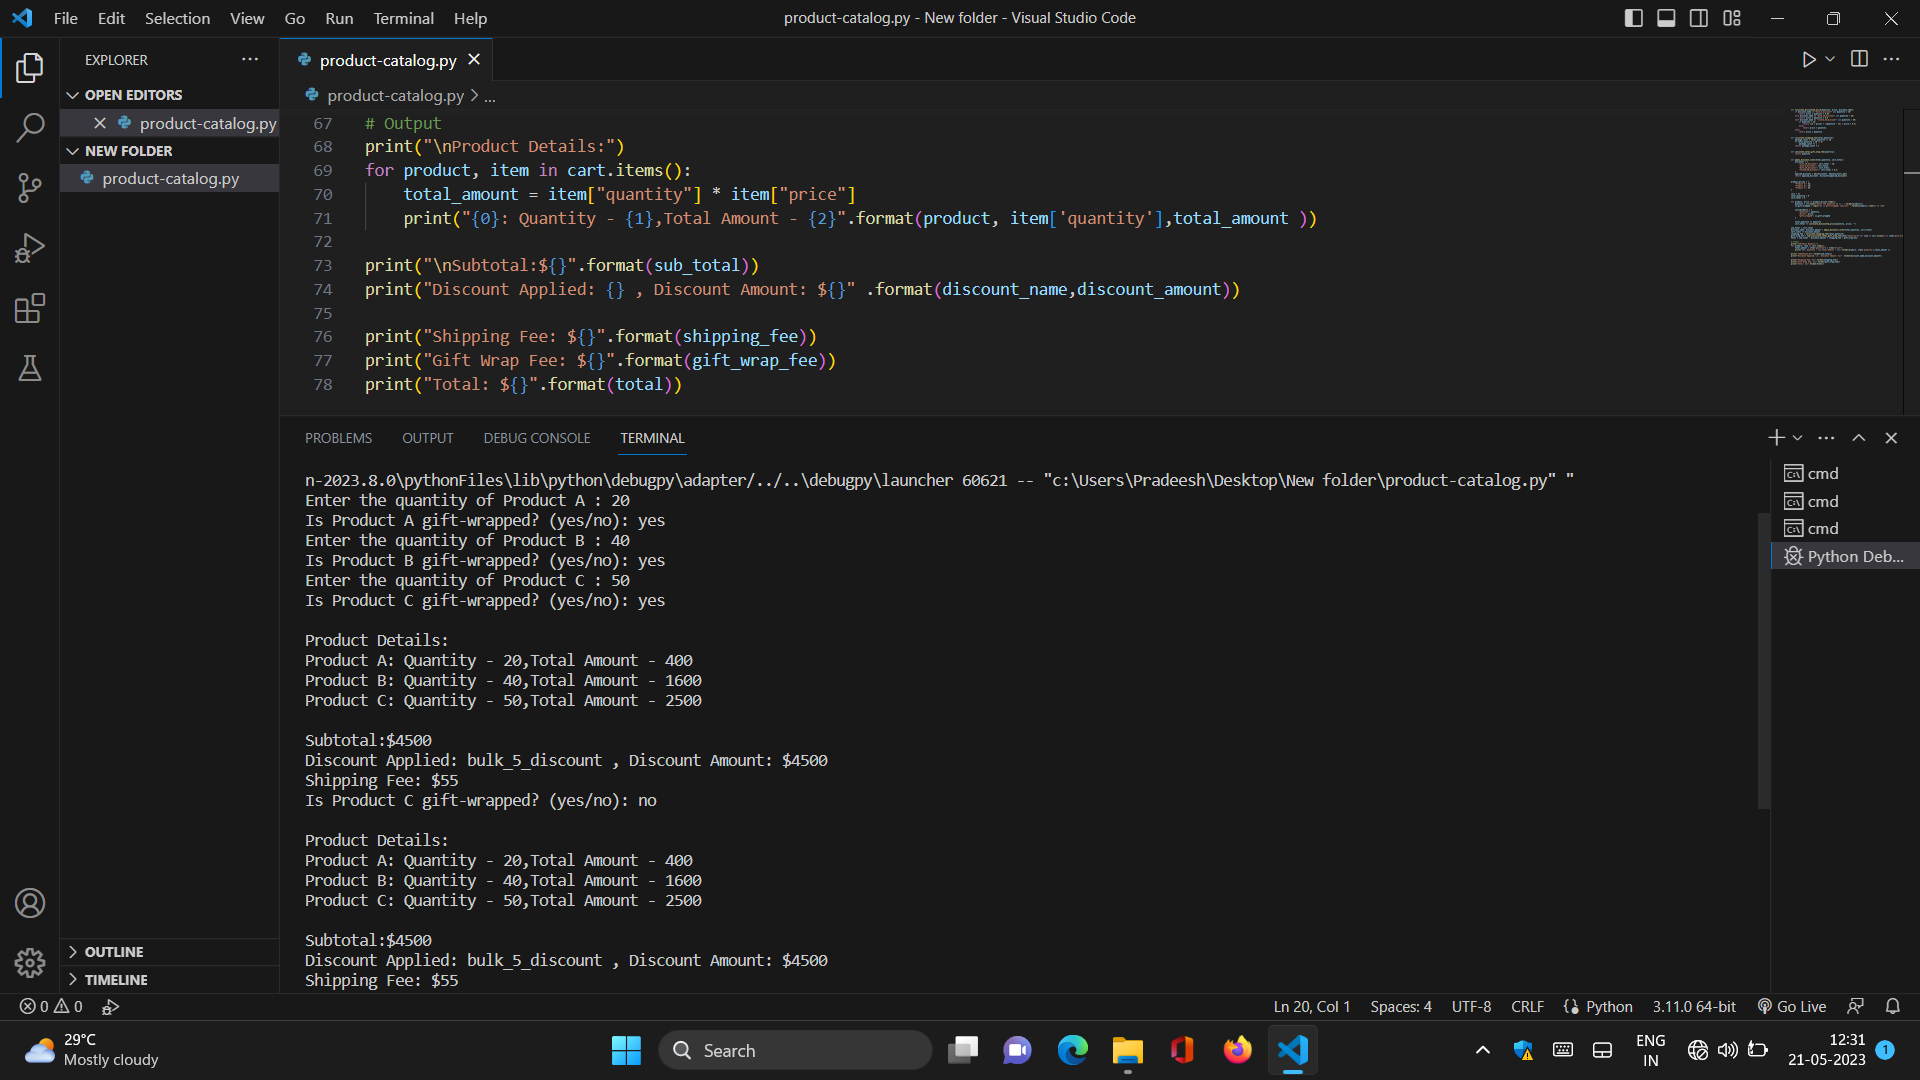 File Edit Selection View Go Run Terminal Help
product-catalog.py - New folder - Visual Studio Code
EXPLORER
OPEN EDITORS
product-catalog.py
NEW FOLDER
product-catalog.py
OUTLINE
TIMELINE
product-catalog.py
product-catalog.py > ...
67 # Output
68 print("\nProduct Details:")
69 for product, item in cart.items():
70 total_amount = item["quantity"] * item["price"]
71 print("{0}: Quantity - {1},Total Amount - {2}".format(product, item['quantity'],total_amount ))
72
73 print("\nSubtotal:${}".format(sub_total))
74 print("Discount Applied: {} , Discount Amount: ${}" .format(discount_name,discount_amount))
75
76 print("Shipping Fee: ${}".format(shipping_fee))
77 print("Gift Wrap Fee: ${}".format(gift_wrap_fee))
78 print("Total: ${}".format(total))
PROBLEMS OUTPUT DEBUG CONSOLE TERMINAL
n-2023.8.0\pythonFiles\lib\python\debugpy\adapter/../..\debugpy\launcher 60621 -- "c:\Users\Pradeesh\Desktop\New folder\product-catalog.py" "
Enter the quantity of Product A : 20
Is Product A gift-wrapped? (yes/no): yes
Enter the quantity of Product B : 40
Is Product B gift-wrapped? (yes/no): yes
Enter the quantity of Product C : 50
Is Product C gift-wrapped? (yes/no): yes
Product Details:
Product A: Quantity - 20,Total Amount - 400
Product B: Quantity - 40,Total Amount - 1600
Product C: Quantity - 50,Total Amount - 2500
Subtotal:$4500
Discount Applied: bulk_5_discount , Discount Amount: $4500
Shipping Fee: $55
Is Product C gift-wrapped? (yes/no): no
Product Details:
Product A: Quantity - 20,Total Amount - 400
Product B: Quantity - 40,Total Amount - 1600
Product C: Quantity - 50,Total Amount - 2500
Subtotal:$4500
Discount Applied: bulk_5_discount , Discount Amount: $4500
Shipping Fee: $55
cmd
cmd
cmd
Python Deb...
0 0
Ln 20, Col 1 Spaces: 4 UTF-8 CRLF Python 3.11.0 64-bit Go Live
29°C
Mostly cloudy
Search
ENG
IN
12:31
21-05-2023
1